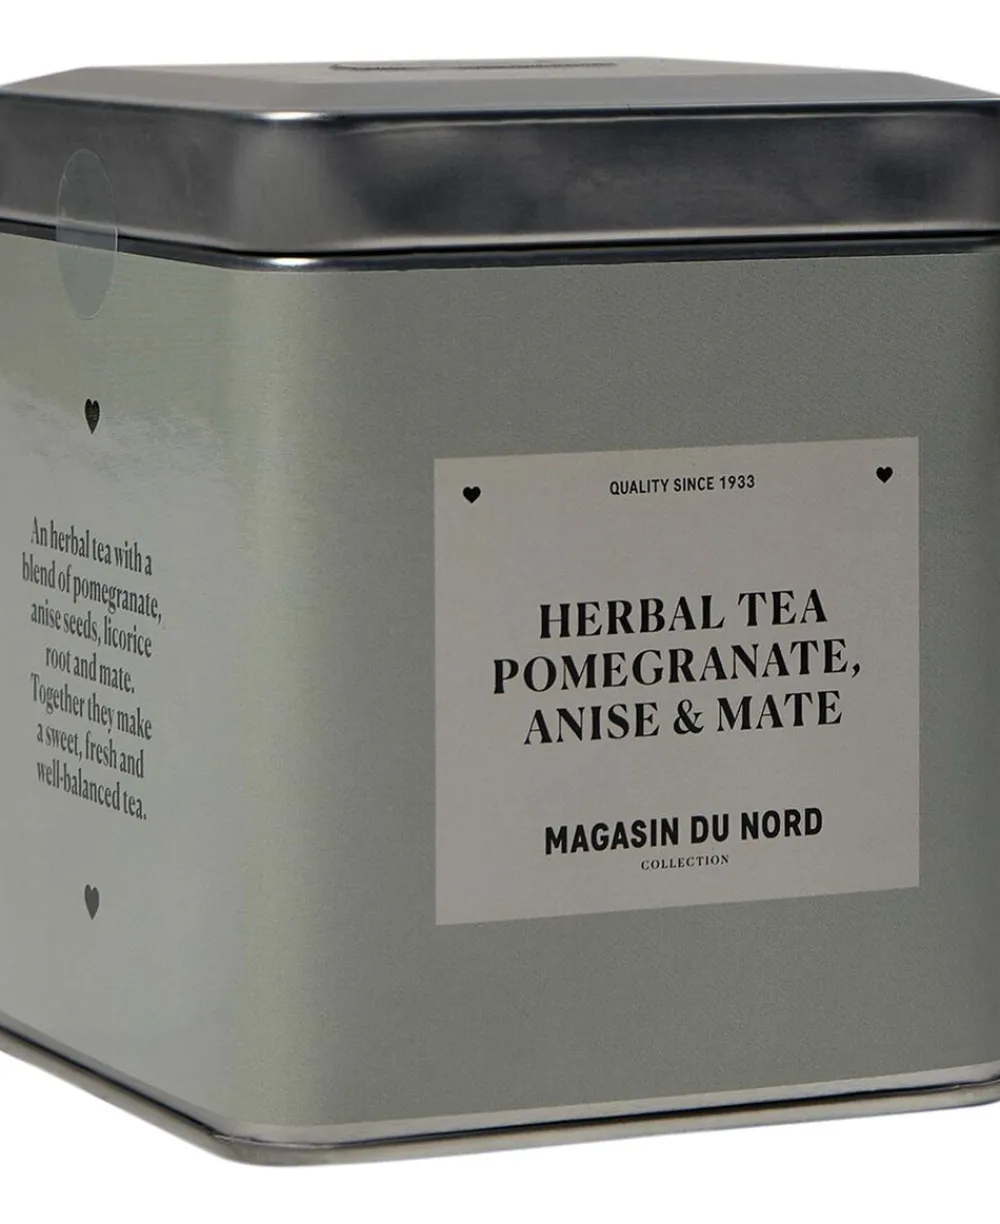 An herbal tea with a
blend of pomegranate,
anise seeds, licorice
root and mate.
Together they make
a sweet, fresh and
well-balanced tea.
QUALITY SINCE 1933
HERBAL TEA
POMEGRANATE,
ANISE & MATE
MAGASIN DU NORD
COLLECTION